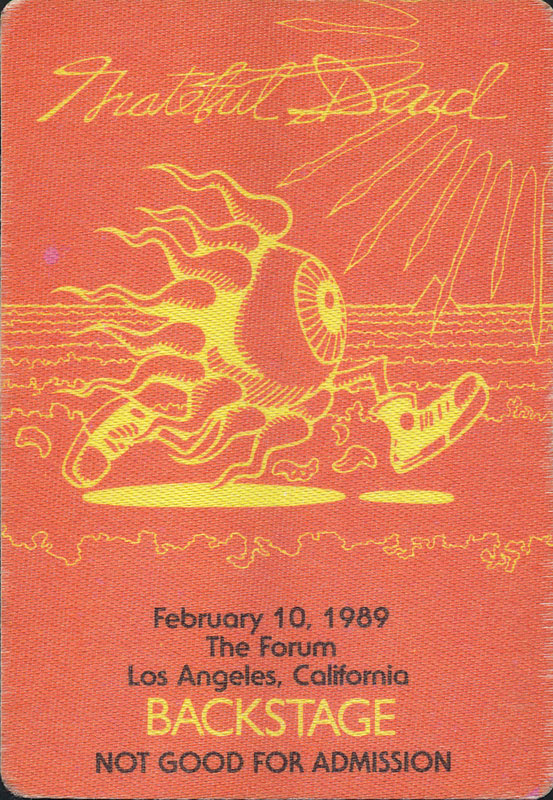 Grateful Dead
February 10, 1989
The Forum
Los Angeles, California
BACKSTAGE
NOT GOOD FOR ADMISSION